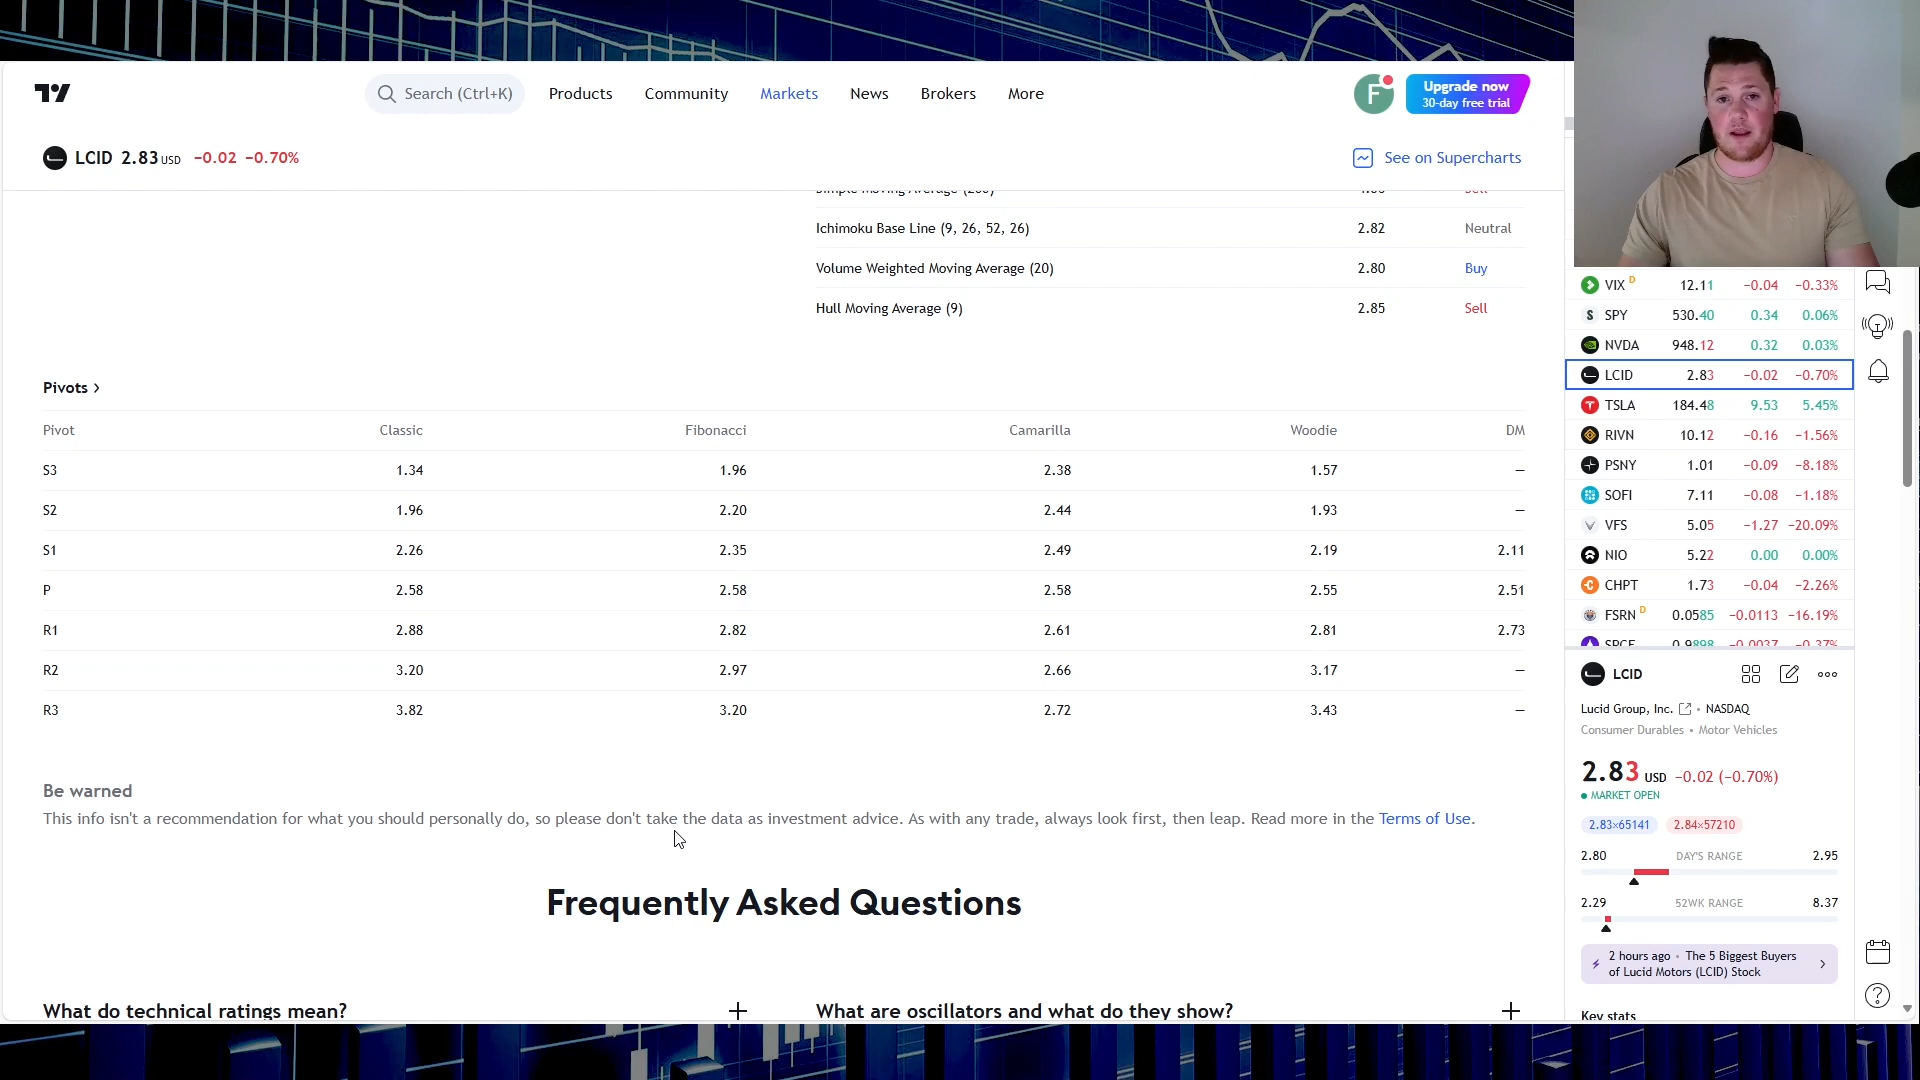 Search (Ctrl+K) Products Community Markets News Brokers More
F
Upgrade now
30-day free trial
LCID 2.83 USD −0.02 −0.70%
See on Supercharts
Ichimoku Base Line (9, 26, 52, 26) 2.82 Neutral
Volume Weighted Moving Average (20) 2.80 Buy
Hull Moving Average (9) 2.85 Sell
Pivots
Pivot Classic Fibonacci Camarilla Woodie DM
S3 1.34 1.96 2.38 1.57 —
S2 1.96 2.20 2.44 1.93 —
S1 2.26 2.35 2.49 2.19 2.11
P 2.58 2.58 2.58 2.55 2.51
R1 2.88 2.82 2.61 2.81 2.73
R2 3.20 2.97 2.66 3.17 —
R3 3.82 3.20 2.72 3.43 —
Be warned
This info isn't a recommendation for what you should personally do, so please don't take the data as investment advice. As with any trade, always look first, then leap. Read more in the Terms of Use.
Frequently Asked Questions
What do technical ratings mean?
What are oscillators and what do they show?
VIX D 12.11 −0.04 −0.33%
SPY 530.40 0.34 0.06%
NVDA 948.12 0.32 0.03%
LCID 2.83 −0.02 −0.70%
TSLA 184.48 9.53 5.45%
RIVN 10.12 −0.16 −1.56%
PSNY 1.01 −0.09 −8.18%
SOFI 7.11 −0.08 −1.18%
VFS 5.05 −1.27 −20.09%
NIO 5.22 0.00 0.00%
CHPT 1.73 −0.04 −2.26%
FSRN D 0.0585 −0.0113 −16.19%
SPCE 0.9898 −0.0037 −0.37%
LCID
Lucid Group, Inc. • NASDAQ
Consumer Durables • Motor Vehicles
2.83 USD −0.02 (−0.70%)
MARKET OPEN
2.83×65141 2.84×57210
2.80 DAY'S RANGE 2.95
2.29 52WK RANGE 8.37
2 hours ago • The 5 Biggest Buyers
of Lucid Motors (LCID) Stock
Key stats